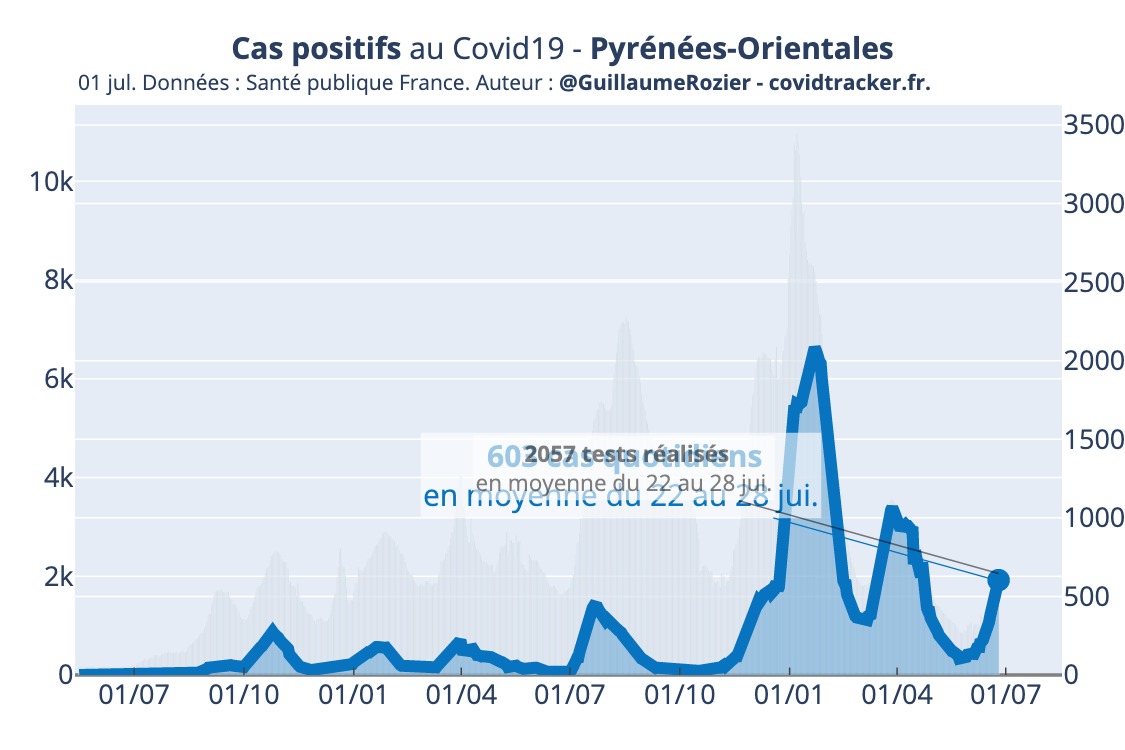 Cas positifs au Covid19 - Pyrénées-Orientales
01 jul. Données : Santé publique France. Auteur : @GuillaumeRozier - covidtracker.fr.
3500
10k
3000
8k
2500
2000
6k
1500
603 cas quotidiens
2057 tests réalisés
en moyenne du 22 au 28 jui.
4k
en moyenne du 22 au 28 jui.
1000
2k
500
0
0
01/07 01/10 01/01 01/04 01/07 01/10 01/01 01/04 01/07